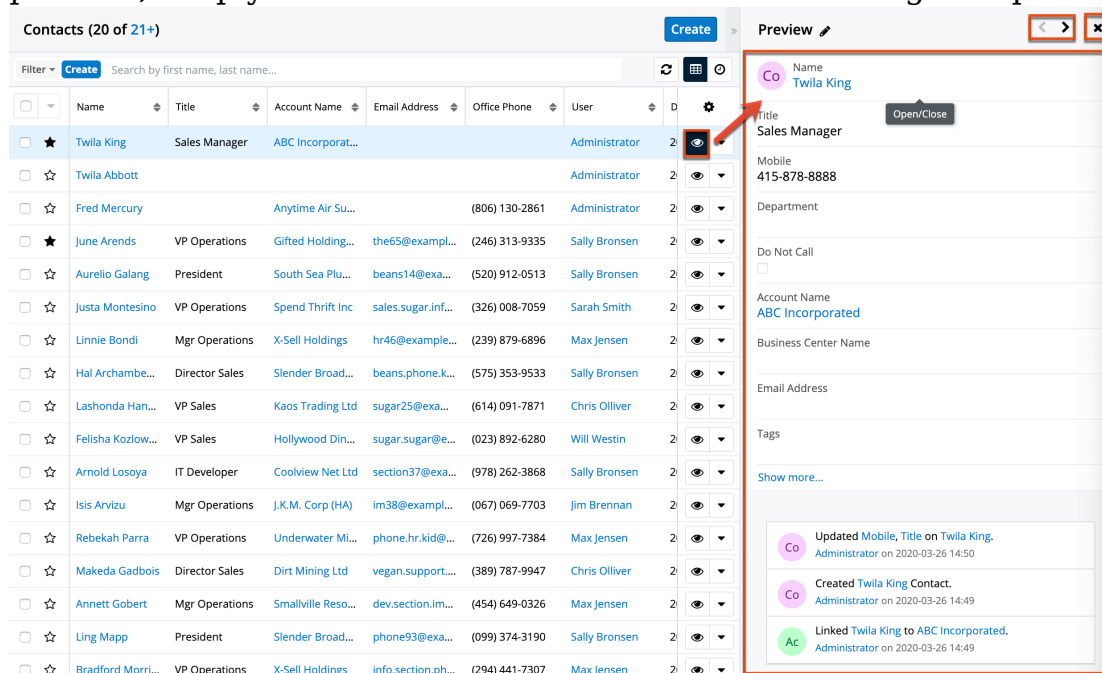 Contacts (20 of 21+) Create » Preview
Filter Create Search by first name, last name...
Name Title Account Name Email Address Office Phone User D
Twila King Sales Manager ABC Incorporat... Administrator
Twila Abbott Administrator
Fred Mercury Anytime Air Su... (806) 130-2861 Administrator
June Arends VP Operations Gifted Holding... the65@exampl... (246) 313-9335 Sally Bronsen
Aurelio Galang President South Sea Plu... beans14@exa... (520) 912-0513 Sally Bronsen
Justa Montesino VP Operations Spend Thrift Inc sales.sugar.inf... (326) 008-7059 Sarah Smith
Linnie Bondi Mgr Operations X-Sell Holdings hr46@example... (239) 879-6896 Max Jensen
Hal Archambe... Director Sales Slender Broad... beans.phone.k... (575) 353-9533 Sally Bronsen
Lashonda Han... VP Sales Kaos Trading Ltd sugar25@exa... (614) 091-7871 Chris Olliver
Felisha Kozlow... VP Sales Hollywood Din... sugar.sugar@e... (023) 892-6280 Will Westin
Arnold Losoya IT Developer Coolview Net Ltd section37@exa... (978) 262-3868 Sally Bronsen
Isis Arvizu Mgr Operations J.K.M. Corp (HA) im38@exampl... (067) 069-7703 Jim Brennan
Rebekah Parra VP Operations Underwater Mi... phone.hr.kid@... (726) 997-7384 Max Jensen
Makeda Gadbois Director Sales Dirt Mining Ltd vegan.support.... (389) 787-9947 Chris Olliver
Annett Gobert Mgr Operations Smallville Reso... dev.section.im... (454) 649-0326 Max Jensen
Ling Mapp President Slender Broad... phone93@exa... (099) 374-3190 Sally Bronsen
Bradford Morri... VP Operations X-Sell Holdings info.section.ph... (294) 441-7307 Max Jensen
Co Name
Twila King
Open/Close
Title
Sales Manager
Mobile
415-878-8888
Department
Do Not Call
Account Name
ABC Incorporated
Business Center Name
Email Address
Tags
Show more...
Co Updated Mobile, Title on Twila King.
Administrator on 2020-03-26 14:50
Co Created Twila King Contact.
Administrator on 2020-03-26 14:49
Ac Linked Twila King to ABC Incorporated.
Administrator on 2020-03-26 14:49